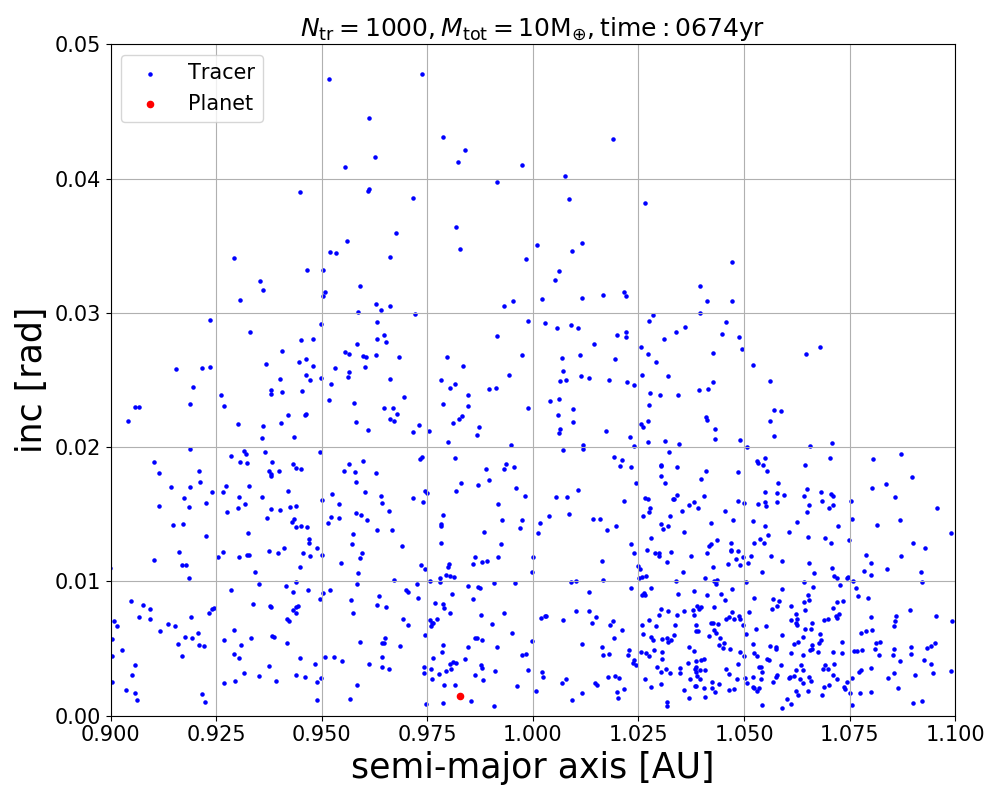 N_tr = 1000, M_tot = 10M_⊕, time : 0674yr
Tracer
Planet
0.05
0.04
0.03
0.02
0.01
0.00
inc [rad]
0.900 0.925 0.950 0.975 1.000 1.025 1.050 1.075 1.100
semi-major axis [AU]